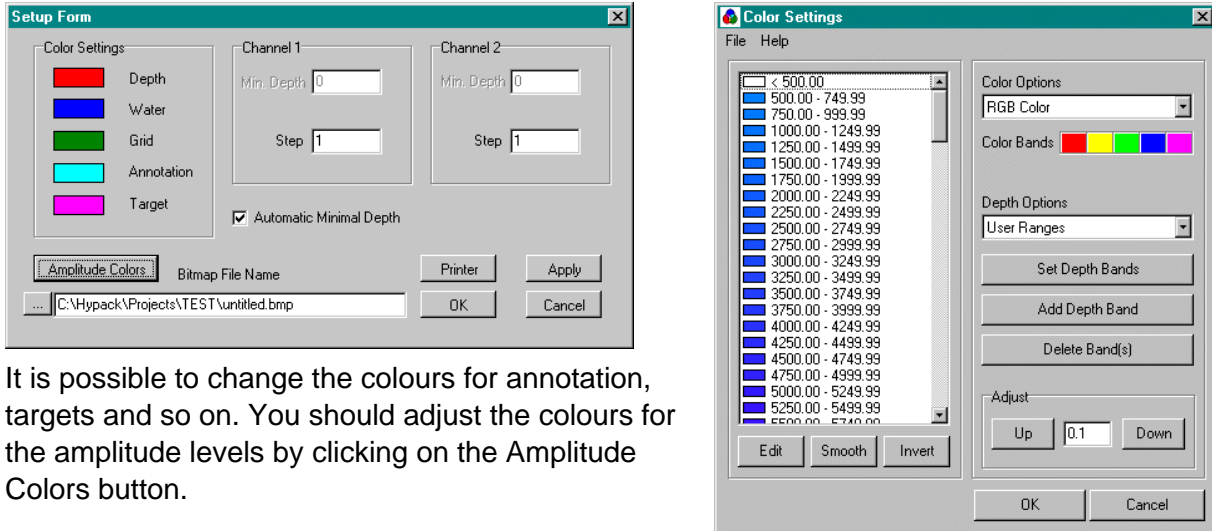 Setup Form
Color Settings
Depth
Water
Grid
Annotation
Target
Channel 1
Min. Depth 0
Step 1
Channel 2
Min. Depth 0
Step 1
Automatic Minimal Depth
Amplitude Colors
Bitmap File Name
Printer
Apply
... C:\Hypack\Projects\TEST\untitled.bmp
OK
Cancel
It is possible to change the colours for annotation,
targets and so on. You should adjust the colours for
the amplitude levels by clicking on the Amplitude
Colors button.
Color Settings
File Help
< 500.00
500.00 - 749.99
750.00 - 999.99
1000.00 - 1249.99
1250.00 - 1499.99
1500.00 - 1749.99
1750.00 - 1999.99
2000.00 - 2249.99
2250.00 - 2499.99
2500.00 - 2749.99
2750.00 - 2999.99
3000.00 - 3249.99
3250.00 - 3499.99
3500.00 - 3749.99
3750.00 - 3999.99
4000.00 - 4249.99
4250.00 - 4499.99
4500.00 - 4749.99
4750.00 - 4999.99
5000.00 - 5249.99
5250.00 - 5499.99
5500.00 - 5749.99
Edit
Smooth
Invert
Color Options
RGB Color
Color Bands
Depth Options
User Ranges
Set Depth Bands
Add Depth Band
Delete Band(s)
Adjust
Up
0.1
Down
OK
Cancel